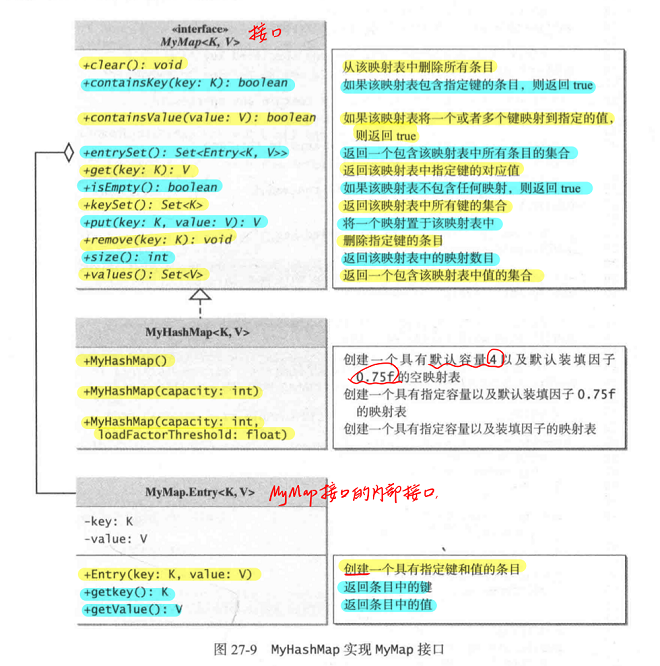 «interface»
MyMap<K, V>
接口
+clear(): void
从该映射表中删除所有条目
+containsKey(key: K): boolean
如果该映射表包含指定键的条目，则返回 true
+containsValue(value: V): boolean
如果该映射表将一个或者多个键映射到指定的值，
则返回 true
+entrySet(): Set<Entry<K, V>>
返回一个包含该映射表中所有条目的集合
+get(key: K): V
返回该映射表中指定键的对应值
+isEmpty(): boolean
如果该映射表不包含任何映射，则返回 true
+keySet(): Set<K>
返回该映射表中所有键的集合
+put(key: K, value: V): V
将一个映射置于该映射表中
+remove(key: K): void
删除指定键的条目
+size(): int
返回该映射表中的映射数目
+values(): Set<V>
返回一个包含该映射表中值的集合
MyHashMap<K, V>
+MyHashMap()
+MyHashMap(capacity: int)
+MyHashMap(capacity: int,
loadFactorThreshold: float)
创建一个具有默认容量 4 以及默认装填因子
0.75f 的空映射表
创建一个具有指定容量以及默认装填因子 0.75f
的映射表
创建一个具有指定容量以及装填因子的映射表
MyMap.Entry<K, V>
MyMap接口的内部接口.
-key: K
-value: V
+Entry(key: K, value: V)
创建一个具有指定键和值的条目
+getkey(): K
返回条目中的键
+getValue(): V
返回条目中的值
图 27-9 MyHashMap 实现 MyMap 接口